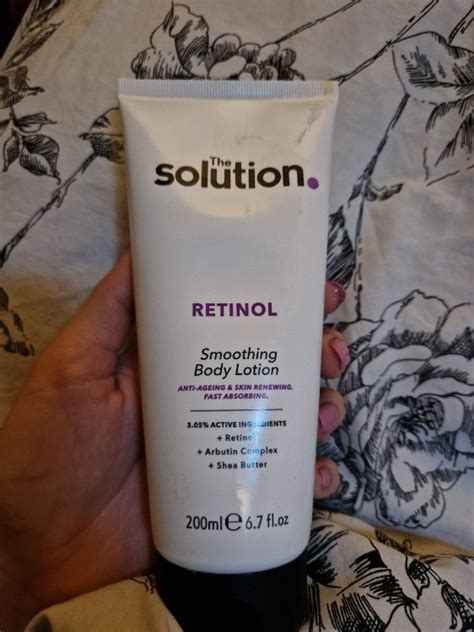 The
solution.
RETINOL
Smoothing
Body Lotion
ANTI-AGEING & SKIN RENEWING.
FAST ABSORBING.
3.05% ACTIVE INGREDIENTS
+ Retinol
+ Arbutin Complex
+ Shea Butter
200ml e 6.7 fl.oz